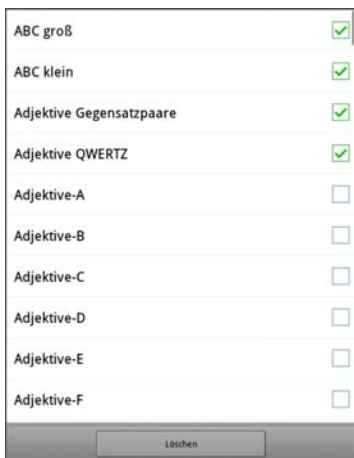 ABC groß
ABC klein
Adjektive Gegensatzpaare
Adjektive QWERTZ
Adjektive-A
Adjektive-B
Adjektive-C
Adjektive-D
Adjektive-E
Adjektive-F
Löschen